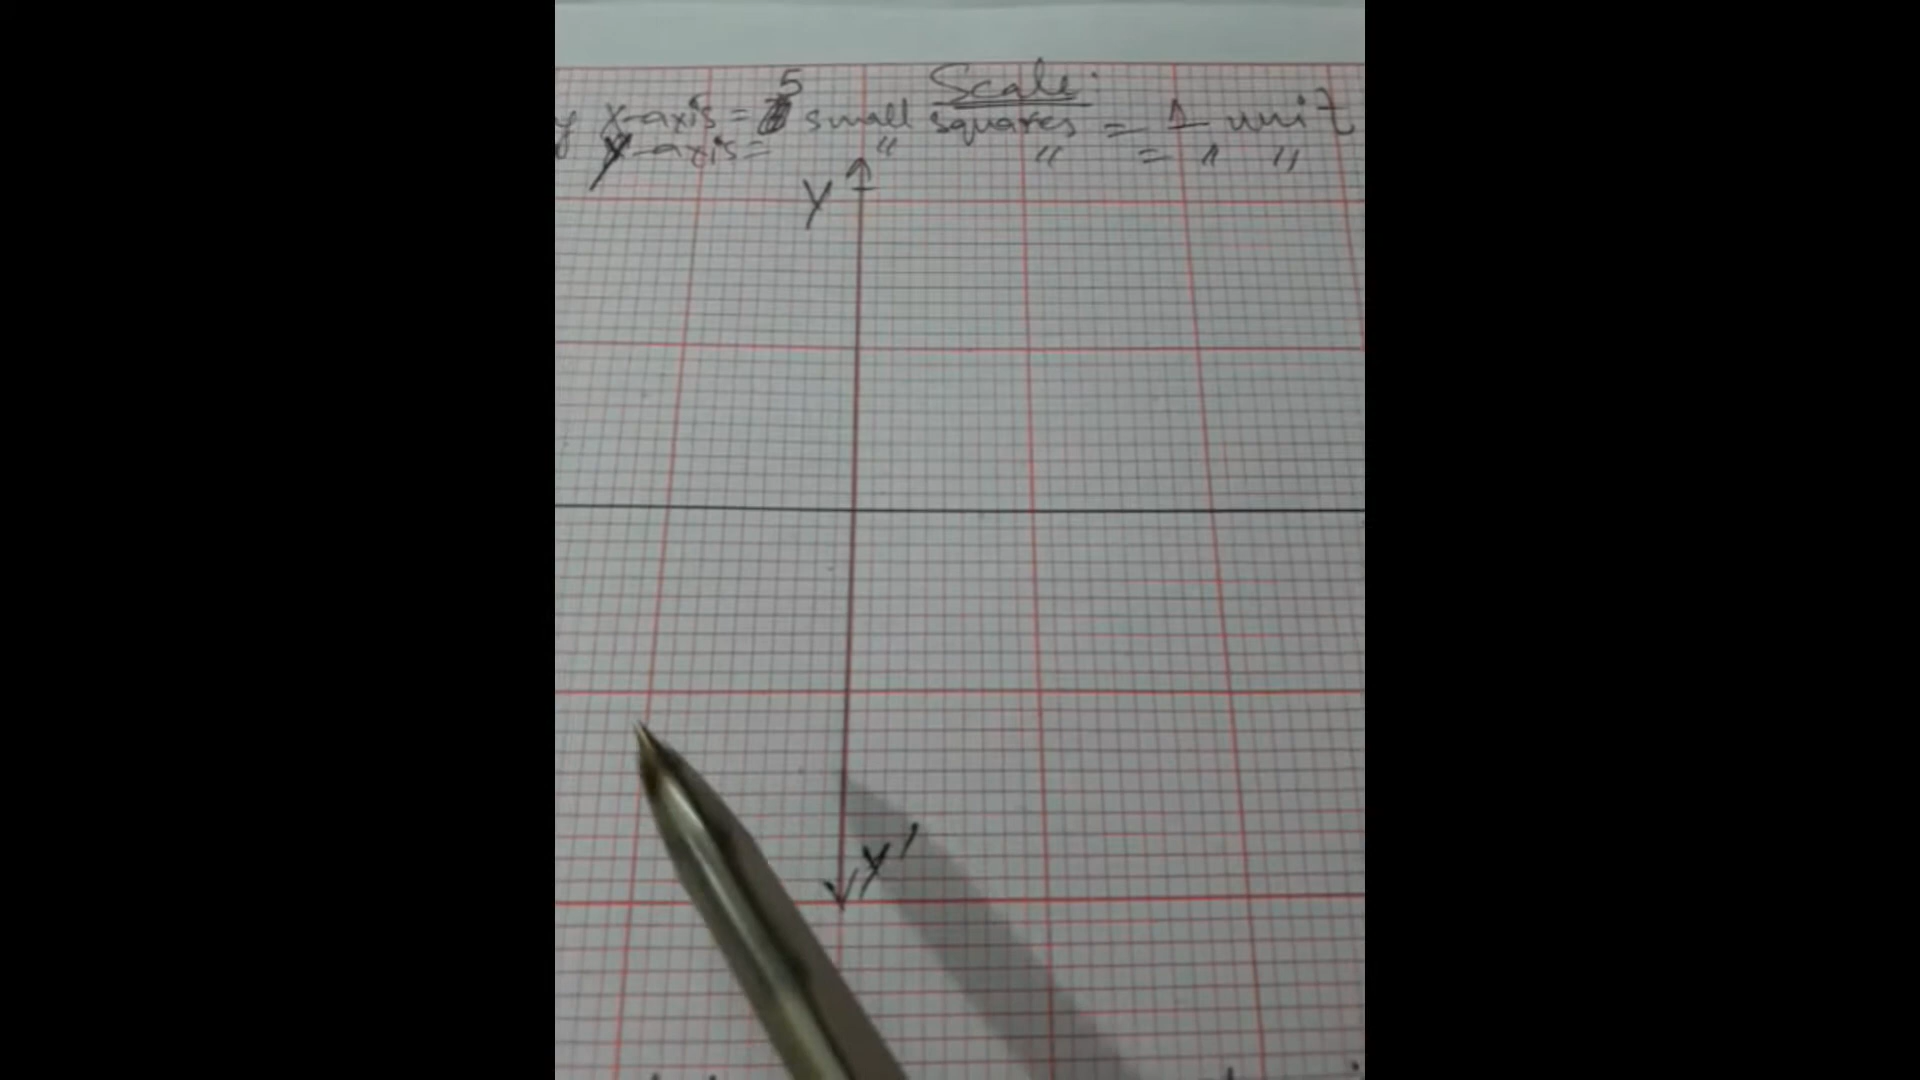 Scale:
x-axis = 5 small squares = 1 unit
y-axis = " " = 1 "
Y
Y'